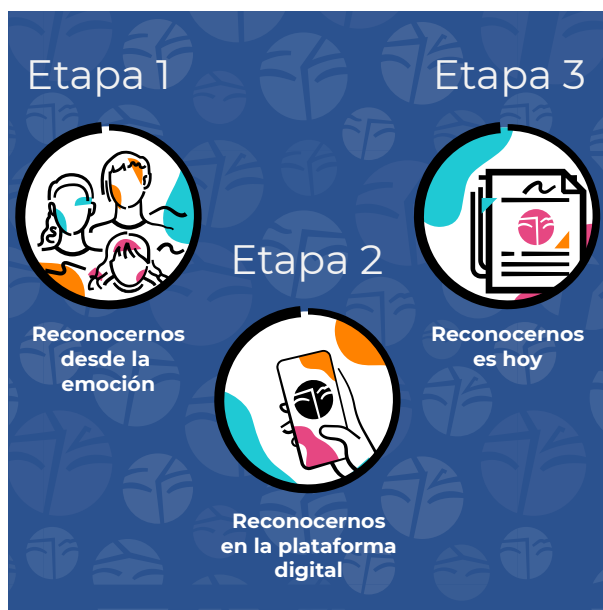 Etapa 1
Reconocernos
desde la
emoción
Etapa 2
Reconocernos
en la plataforma
digital
Etapa 3
Reconocernos
es hoy